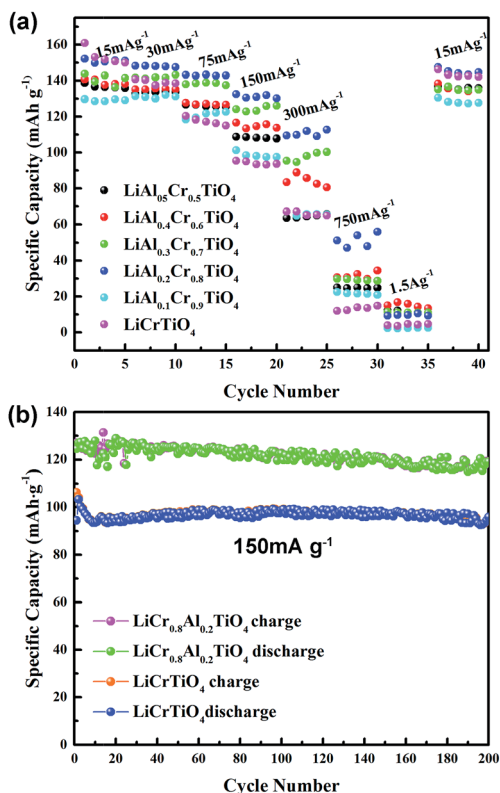 (a)
160
140
120
100
80
60
40
20
0
Specific Capacity (mAh g⁻¹)
15mAg⁻¹
30mAg⁻¹
75mAg⁻¹
150mAg⁻¹
300mAg⁻¹
750mAg⁻¹
1.5Ag⁻¹
15mAg⁻¹
LiAl₀₅Cr₀.₅TiO₄
LiAl₀.₄Cr₀.₆TiO₄
LiAl₀.₃Cr₀.₇TiO₄
LiAl₀.₂Cr₀.₈TiO₄
LiAl₀.₁Cr₀.₉TiO₄
LiCrTiO₄
0 5 10 15 20 25 30 35 40
Cycle Number
(b)
140
120
100
80
60
40
20
0
Specific Capacity (mAh·g⁻¹)
150mA g⁻¹
LiCr₀.₈Al₀.₂TiO₄ charge
LiCr₀.₈Al₀.₂TiO₄ discharge
LiCrTiO₄ charge
LiCrTiO₄discharge
0 20 40 60 80 100 120 140 160 180 200
Cycle Number